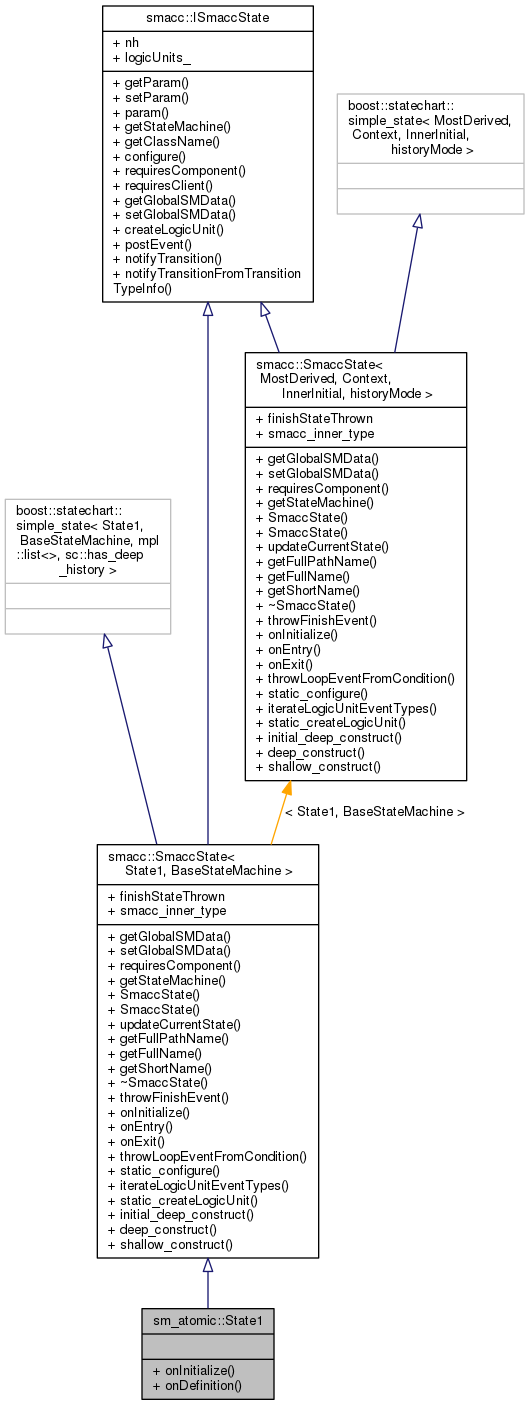 smacc::ISmaccState
+ nh
+ logicUnits_
+ getParam()
+ setParam()
+ param()
+ getStateMachine()
+ getClassName()
+ configure()
+ requiresComponent()
+ requiresClient()
+ getGlobalSMData()
+ setGlobalSMData()
+ createLogicUnit()
+ postEvent()
+ notifyTransition()
+ notifyTransitionFromTransition
TypeInfo()
boost::statechart::
simple_state< MostDerived,
Context, InnerInitial,
historyMode >
smacc::SmaccState<
MostDerived, Context,
InnerInitial, historyMode >
+ finishStateThrown
+ smacc_inner_type
+ getGlobalSMData()
+ setGlobalSMData()
+ requiresComponent()
+ getStateMachine()
+ SmaccState()
+ SmaccState()
+ updateCurrentState()
+ getFullPathName()
+ getFullName()
+ getShortName()
+ ~SmaccState()
+ throwFinishEvent()
+ onInitialize()
+ onEntry()
+ onExit()
+ throwLoopEventFromCondition()
+ static_configure()
+ iterateLogicUnitEventTypes()
+ static_createLogicUnit()
+ initial_deep_construct()
+ deep_construct()
+ shallow_construct()
boost::statechart::
simple_state< State1,
BaseStateMachine, mpl
::list<>, sc::has_deep
_history >
< State1, BaseStateMachine >
smacc::SmaccState<
State1, BaseStateMachine >
+ finishStateThrown
+ smacc_inner_type
+ getGlobalSMData()
+ setGlobalSMData()
+ requiresComponent()
+ getStateMachine()
+ SmaccState()
+ SmaccState()
+ updateCurrentState()
+ getFullPathName()
+ getFullName()
+ getShortName()
+ ~SmaccState()
+ throwFinishEvent()
+ onInitialize()
+ onEntry()
+ onExit()
+ throwLoopEventFromCondition()
+ static_configure()
+ iterateLogicUnitEventTypes()
+ static_createLogicUnit()
+ initial_deep_construct()
+ deep_construct()
+ shallow_construct()
sm_atomic::State1
+ onInitialize()
+ onDefinition()